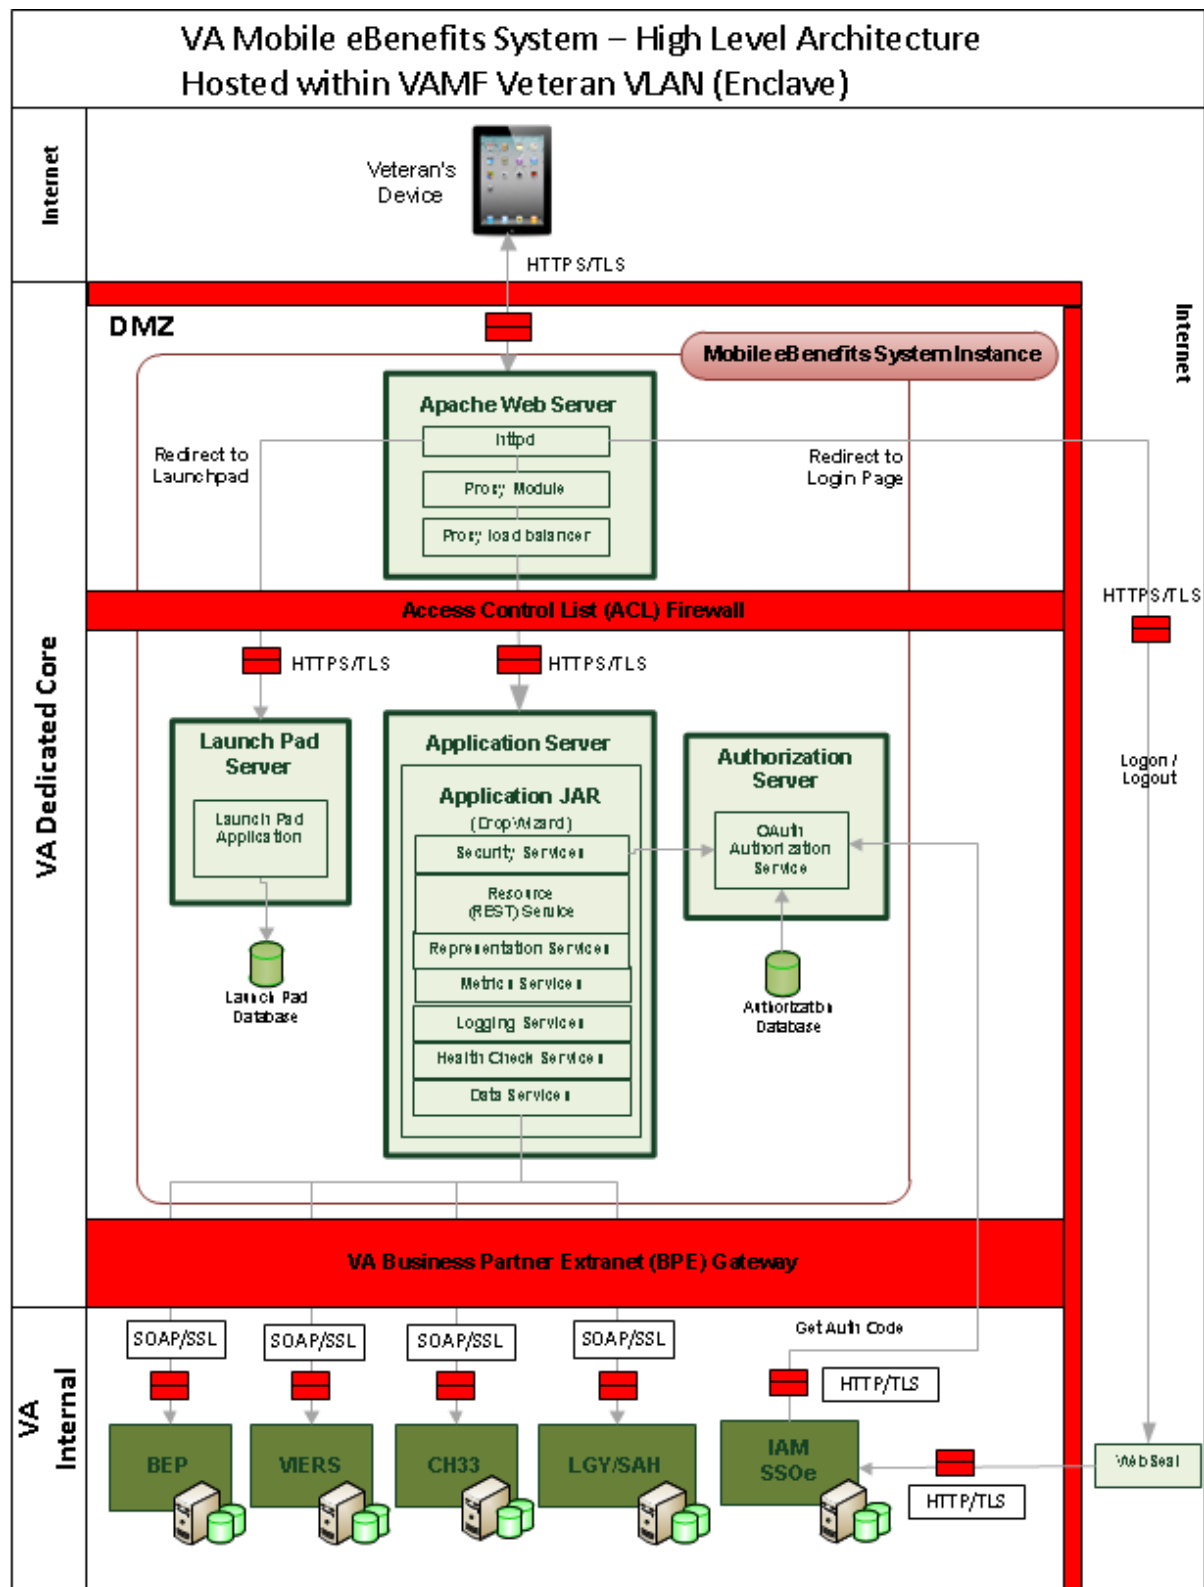 VA Mobile eBenefits System – High Level Architecture
Hosted within VAMF Veteran VLAN (Enclave)
Internet
Veteran's
Device
HTTPS/TLS
Internet
VA Dedicated Core
DMZ
Mobile eBenefits System Instance
Apache Web Server
httpd
Proxy Module
Proxy load balancer
Redirect to
Launchpad
Redirect to
Login Page
Access Control List (ACL) Firewall
HTTPS/TLS
HTTPS/TLS
HTTPS/TLS
Launch Pad
Server
Launch Pad
Application
Launch Pad
Database
Application Server
Application JAR
(DropWizard)
Security Services
Resource
(REST) Service
Representation Services
Metrics Services
Logging Services
Health Check Services
Data Services
Authorization
Server
OAuth
Authorization
Service
Authorization
Database
Logon /
Logout
VA Business Partner Extranet (BPE) Gateway
VA
Internal
SOAP/SSL
SOAP/SSL
SOAP/SSL
SOAP/SSL
Get Auth Code
HTTP/TLS
BEP
VIERS
CH33
LGY/SAH
IAM
SSOe
HTTP/TLS
WebSeal